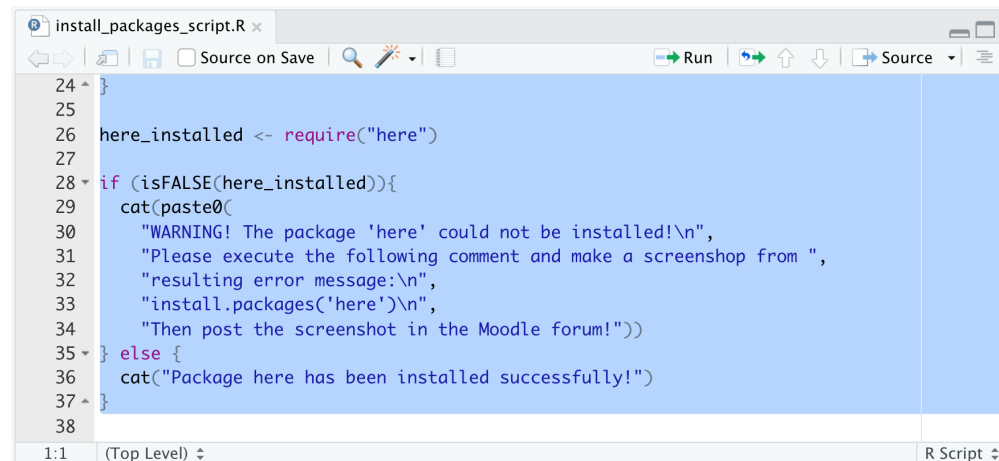 install_packages_script.R
Source on Save Run Source
24 }
25
26 here_installed <- require("here")
27
28 if (isFALSE(here_installed)){
29   cat(paste0(
30     "WARNING! The package 'here' could not be installed!\n",
31     "Please execute the following comment and make a screenshop from ",
32     "resulting error message:\n",
33     "install.packages('here')\n",
34     "Then post the screenshot in the Moodle forum!"))
35 } else {
36   cat("Package here has been installed successfully!")
37 }
38
1:1 (Top Level) R Script